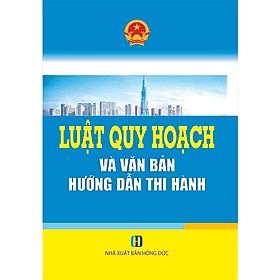 LUẬT QUY HOẠCH
VÀ VĂN BẢN
HƯỚNG DẪN THI HÀNH
NHÀ XUẤT BẢN HỒNG ĐỨC